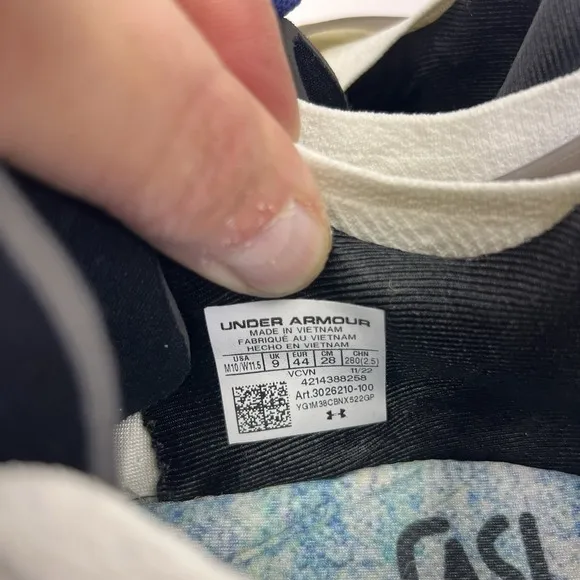 UNDER ARMOUR
MADE IN VIETNAM
FABRIQUÉ AU VIETNAM
HECHO EN VIETNAM
USA UK EUR CM CHN
M10/W11.5 9 44 28 280(2.5)
VCVN 11/22
4214388258
Art.3026210-100
YG1M38CBNX522GP